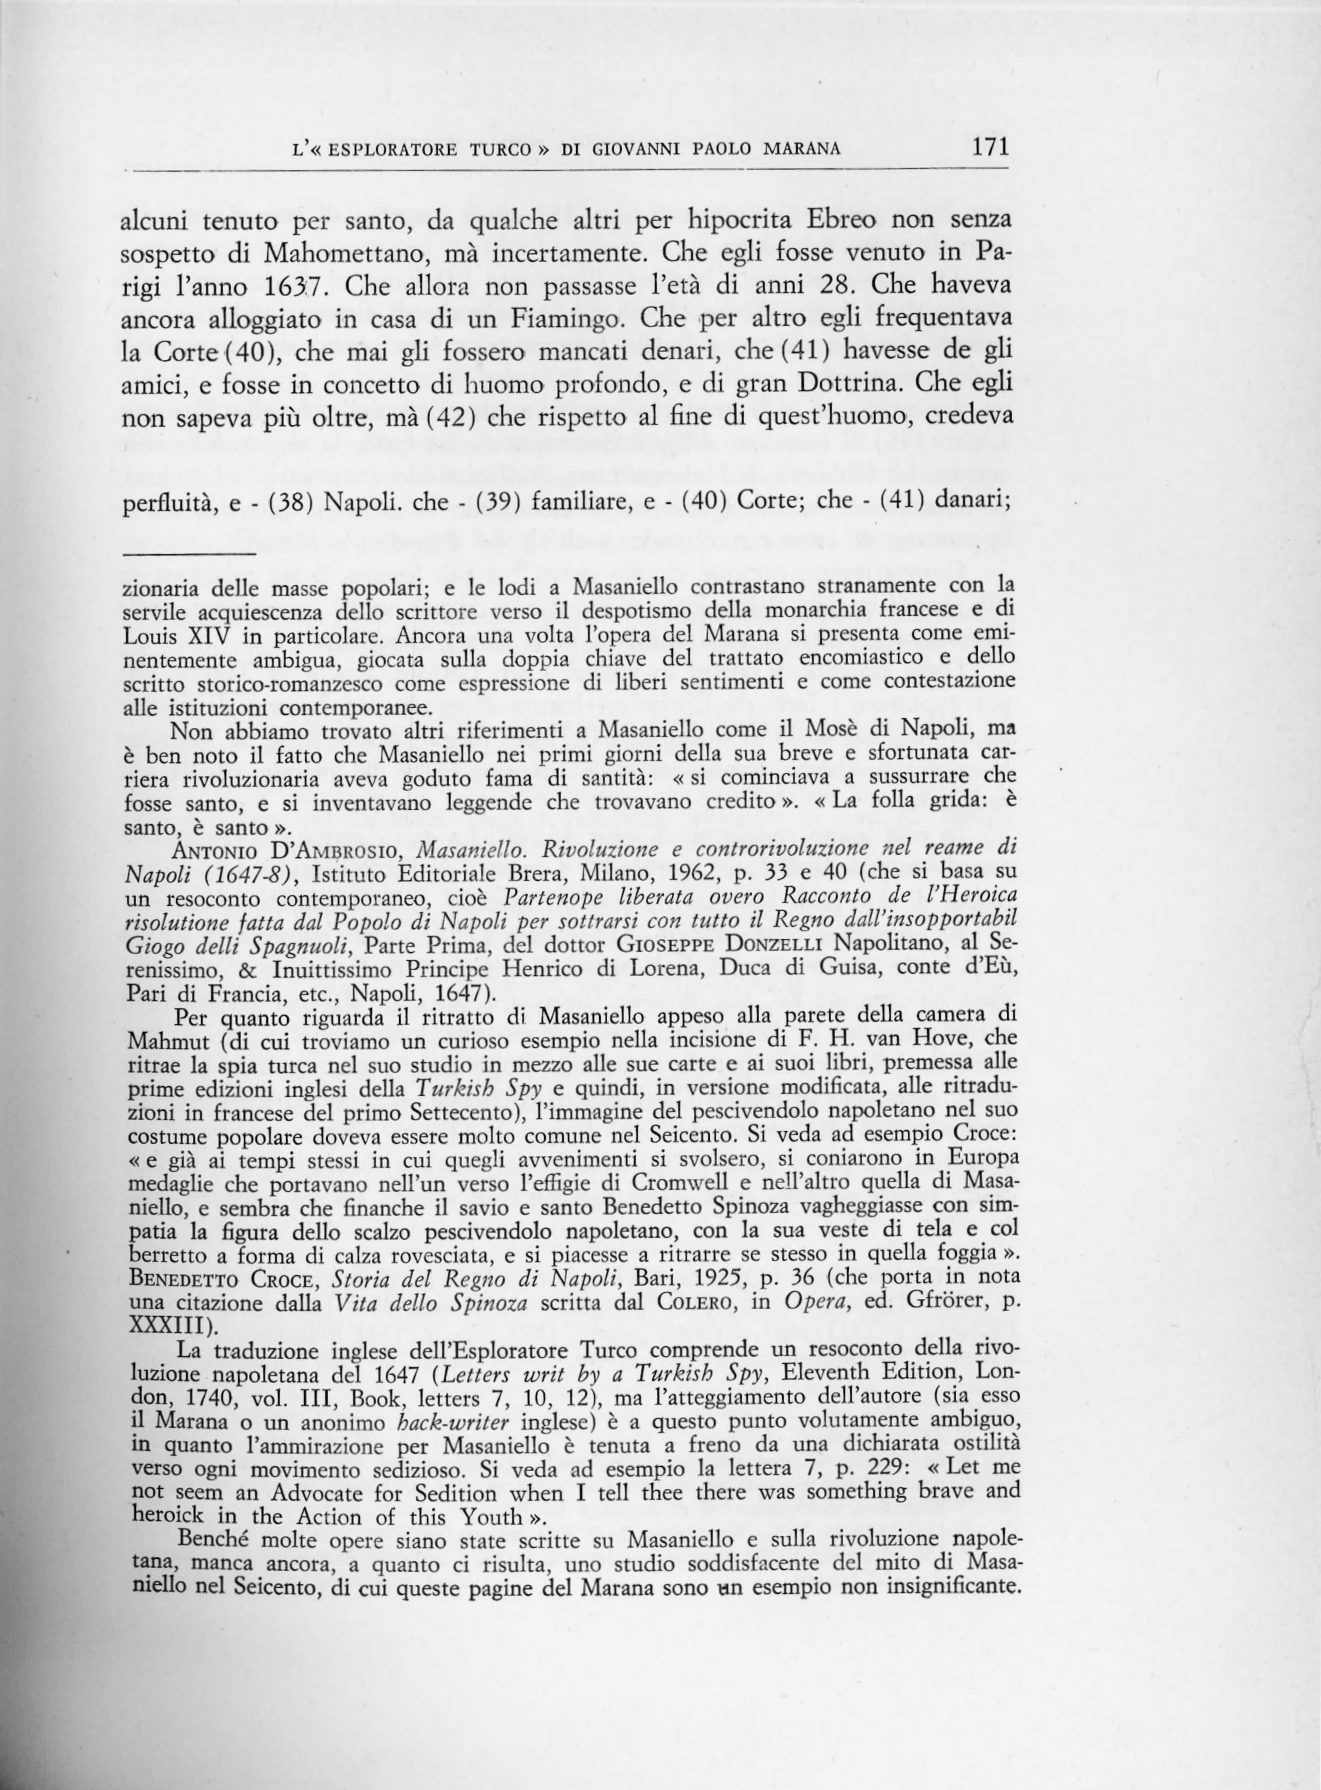 L'« ESPLORATORE TURCO » DI GIOVANNI PAOLO MARANA 171
alcuni tenuto per santo, da qualche altri per hipocrita Ebreo non senza
sospetto di Mahomettano, mà incertamente. Che egli fosse venuto in Pa-
rigi l'anno 1637. Che allora non passasse l'età di anni 28. Che haveva
ancora alloggiato in casa di un Fiamingo. Che per altro egli frequentava
la Corte (40), che mai gli fossero mancati denari, che (41) havesse de gli
amici, e fosse in concetto di huomo profondo, e di gran Dottrina. Che egli
non sapeva più oltre, mà (42) che rispetto al fine di quest'huomo, credeva
perfluità, e - (38) Napoli. che - (39) familiare, e - (40) Corte; che - (41) danari;
zionaria delle masse popolari; e le lodi a Masaniello contrastano stranamente con la
servile acquiescenza dello scrittore verso il despotismo della monarchia francese e di
Louis XIV in particolare. Ancora una volta l'opera del Marana si presenta come emi-
nentemente ambigua, giocata sulla doppia chiave del trattato encomiastico e dello
scritto storico-romanzesco come espressione di liberi sentimenti e come contestazione
alle istituzioni contemporanee.
Non abbiamo trovato altri riferimenti a Masaniello come il Mosè di Napoli, ma
è ben noto il fatto che Masaniello nei primi giorni della sua breve e sfortunata car-
riera rivoluzionaria aveva goduto fama di santità: « si cominciava a sussurrare che
fosse santo, e si inventavano leggende che trovavano credito ». « La folla grida: è
santo, è santo ».
ANTONIO D'AMBROSIO, Masaniello. Rivoluzione e controrivoluzione nel reame di
Napoli (1647-8), Istituto Editoriale Brera, Milano, 1962, p. 33 e 40 (che si basa su
un resoconto contemporaneo, cioè Partenope liberata overo Racconto de l'Heroica
risolutione fatta dal Popolo di Napoli per sottrarsi con tutto il Regno dall'insopportabil
Giogo delli Spagnuoli, Parte Prima, del dottor GIOSEPPE DONZELLI Napolitano, al Se-
renissimo, & Inuittissimo Principe Henrico di Lorena, Duca di Guisa, conte d'Eù,
Pari di Francia, etc., Napoli, 1647).
Per quanto riguarda il ritratto di Masaniello appeso alla parete della camera di
Mahmut (di cui troviamo un curioso esempio nella incisione di F. H. van Hove, che
ritrae la spia turca nel suo studio in mezzo alle sue carte e ai suoi libri, premessa alle
prime edizioni inglesi della Turkish Spy e quindi, in versione modificata, alle ritradu-
zioni in francese del primo Settecento), l'immagine del pescivendolo napoletano nel suo
costume popolare doveva essere molto comune nel Seicento. Si veda ad esempio Croce:
« e già ai tempi stessi in cui quegli avvenimenti si svolsero, si coniarono in Europa
medaglie che portavano nell'un verso l'effigie di Cromwell e nell'altro quella di Masa-
niello, e sembra che finanche il savio e santo Benedetto Spinoza vagheggiasse con sim-
patia la figura dello scalzo pescivendolo napoletano, con la sua veste di tela e col
berretto a forma di calza rovesciata, e si piacesse a ritrarre se stesso in quella foggia ».
BENEDETTO CROCE, Storia del Regno di Napoli, Bari, 1925, p. 36 (che porta in nota
una citazione dalla Vita dello Spinoza scritta dal COLERO, in Opera, ed. Gfrörer, p.
XXXIII).
La traduzione inglese dell'Esploratore Turco comprende un resoconto della rivo-
luzione napoletana del 1647 (Letters writ by a Turkish Spy, Eleventh Edition, Lon-
don, 1740, vol. III, Book, letters 7, 10, 12), ma l'atteggiamento dell'autore (sia esso
il Marana o un anonimo hack-writer inglese) è a questo punto volutamente ambiguo,
in quanto l'ammirazione per Masaniello è tenuta a freno da una dichiarata ostilità
verso ogni movimento sedizioso. Si veda ad esempio la lettera 7, p. 229: « Let me
not seem an Advocate for Sedition when I tell thee there was something brave and
heroick in the Action of this Youth ».
Benché molte opere siano state scritte su Masaniello e sulla rivoluzione napole-
tana, manca ancora, a quanto ci risulta, uno studio soddisfacente del mito di Masa-
niello nel Seicento, di cui queste pagine del Marana sono un esempio non insignificante.